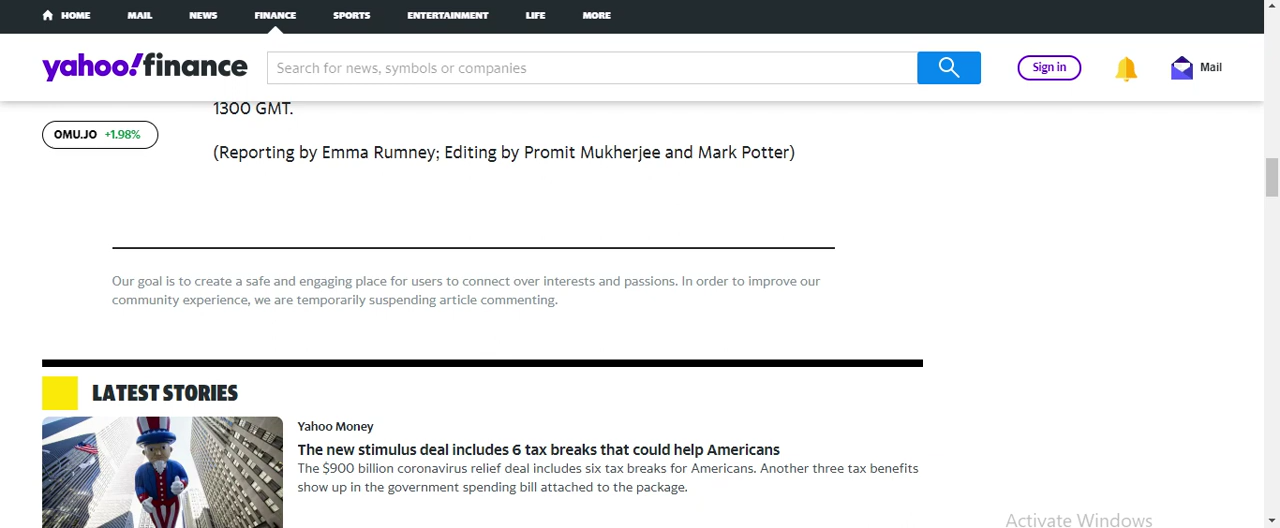 HOME MAIL NEWS FINANCE SPORTS ENTERTAINMENT LIFE MORE
yahoo!finance Search for news, symbols or companies Sign in Mail
1300 GMT.
OMU.JO +1.98%
(Reporting by Emma Rumney; Editing by Promit Mukherjee and Mark Potter)
Our goal is to create a safe and engaging place for users to connect over interests and passions. In order to improve our
community experience, we are temporarily suspending article commenting.
LATEST STORIES
Yahoo Money
The new stimulus deal includes 6 tax breaks that could help Americans
The $900 billion coronavirus relief deal includes six tax breaks for Americans. Another three tax benefits
show up in the government spending bill attached to the package.
Activate Windows